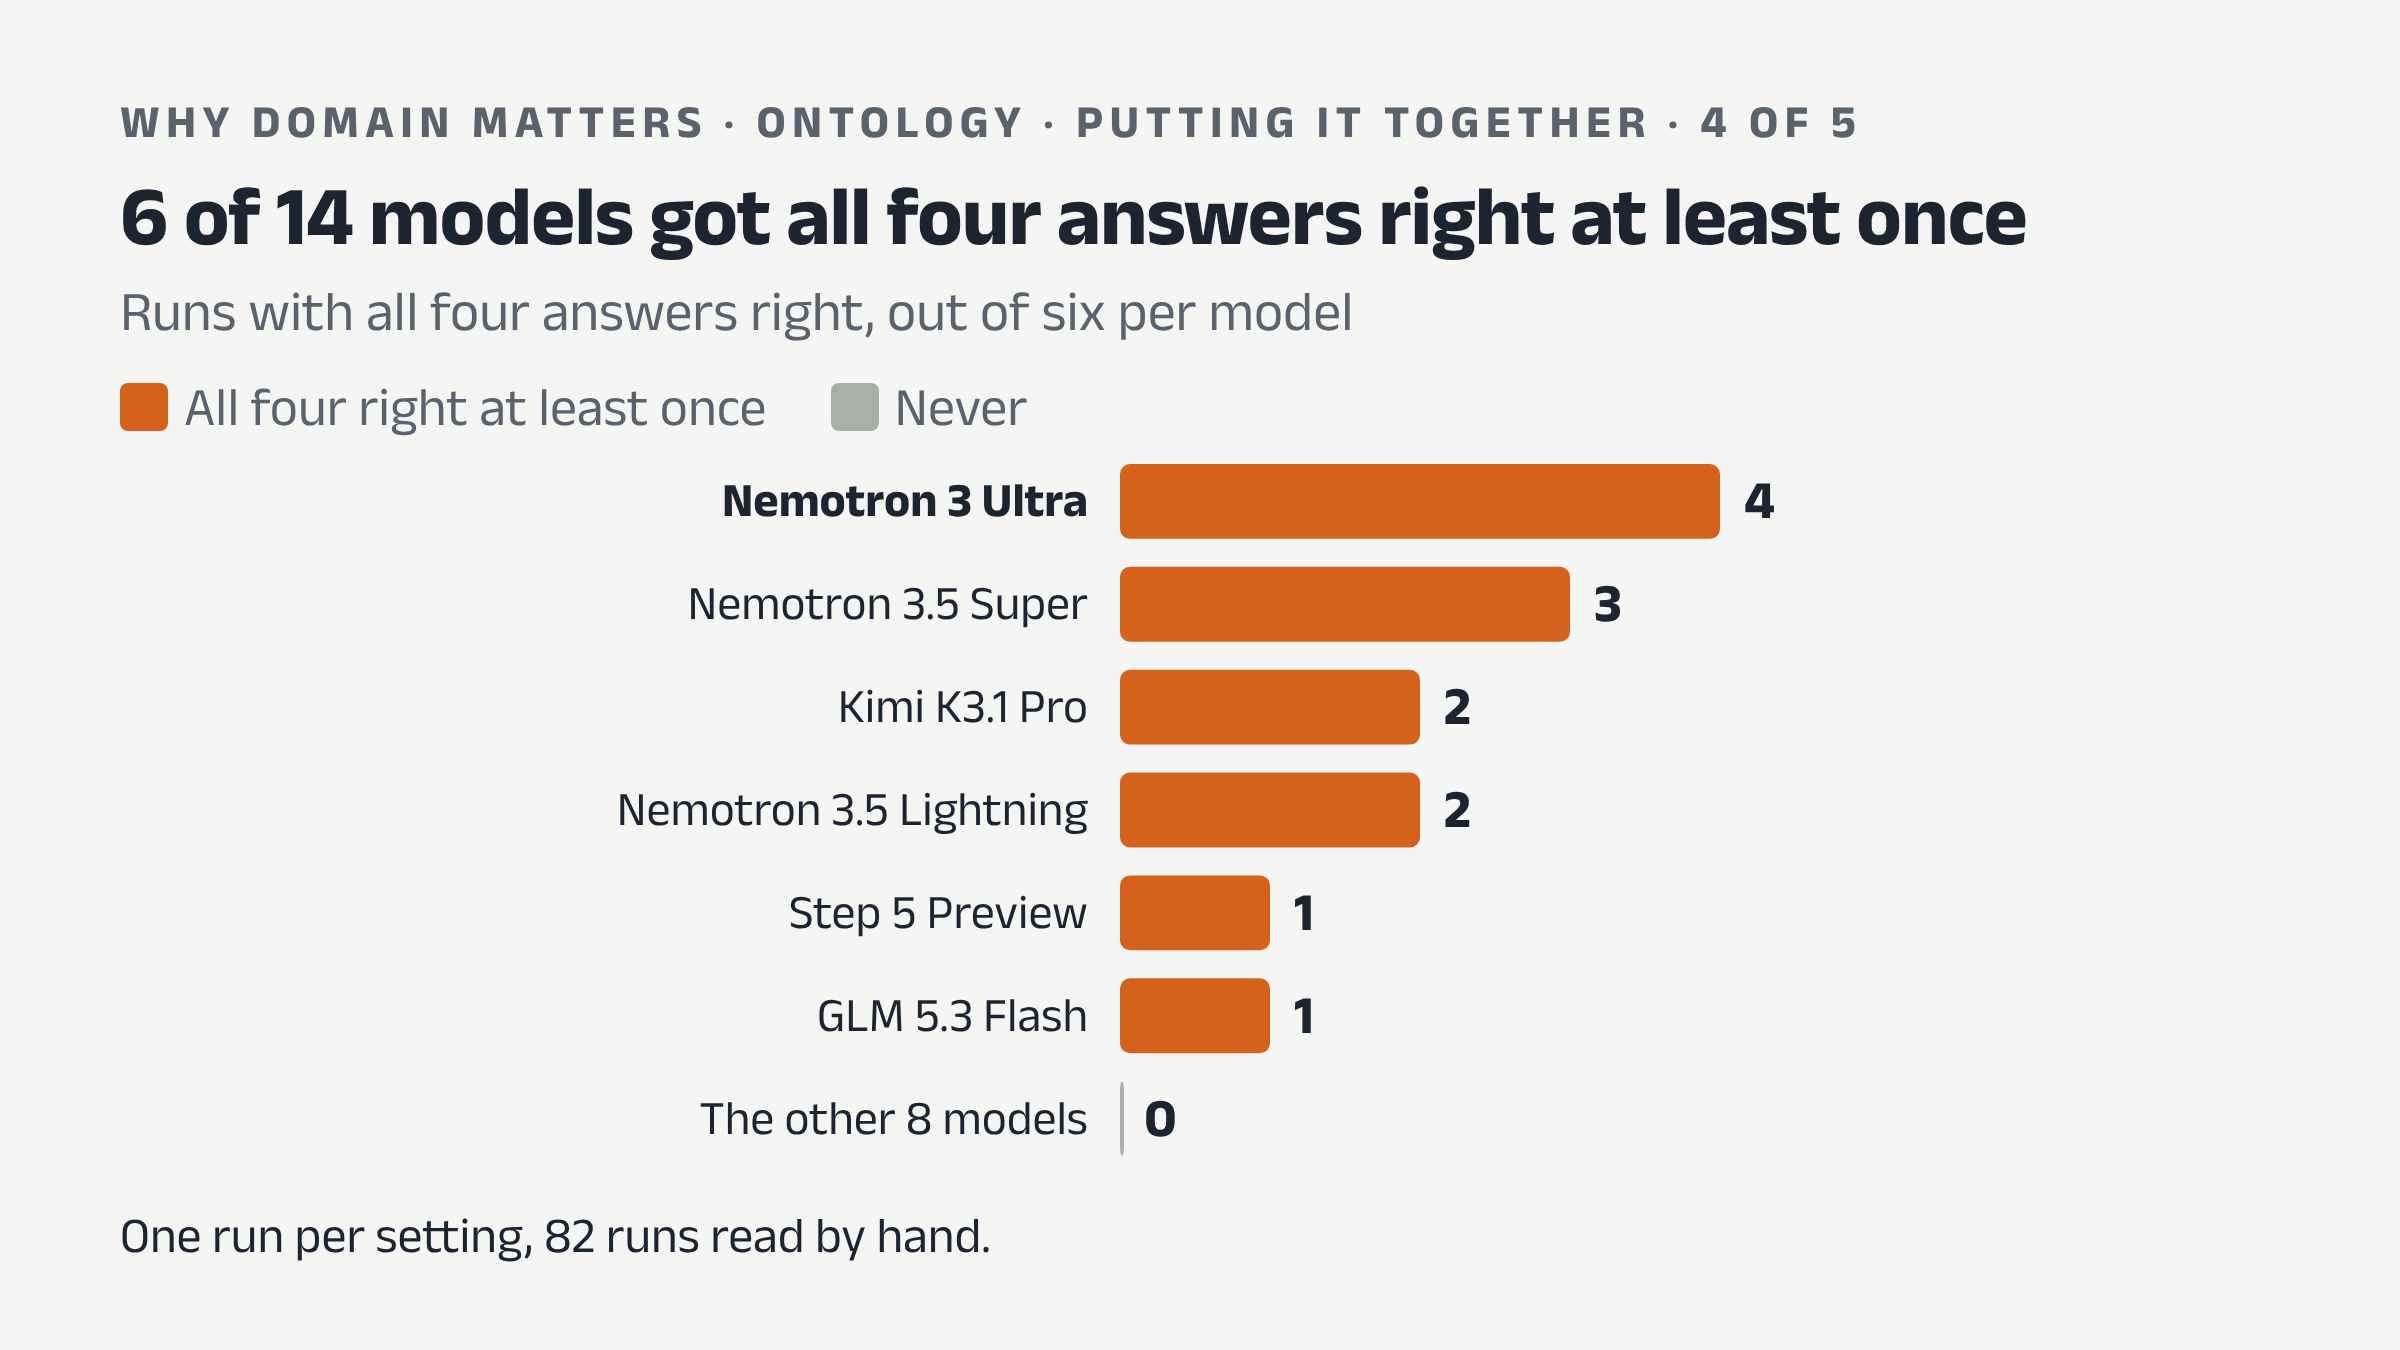 WHY DOMAIN MATTERS · ONTOLOGY · PUTTING IT TOGETHER · 4 OF 5
6 of 14 models got all four answers right at least once
Runs with all four answers right, out of six per model
All four right at least once
Never
Nemotron 3 Ultra 4
Nemotron 3.5 Super 3
Kimi K3.1 Pro 2
Nemotron 3.5 Lightning 2
Step 5 Preview 1
GLM 5.3 Flash 1
The other 8 models 0
One run per setting, 82 runs read by hand.